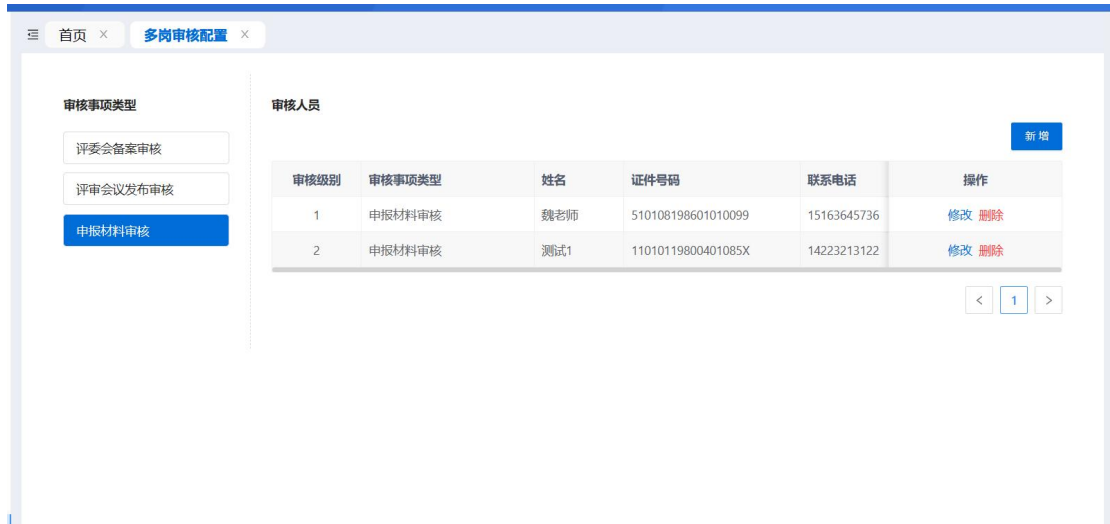 首页 × 多岗审核配置 ×
审核事项类型
评委会备案审核
评审会议发布审核
申报材料审核
审核人员
新增
审核级别 审核事项类型 姓名 证件号码 联系电话 操作
1 申报材料审核 魏老师 510108198601010099 15163645736 修改 删除
2 申报材料审核 测试1 11010119800401085X 14223213122 修改 删除
< 1 >